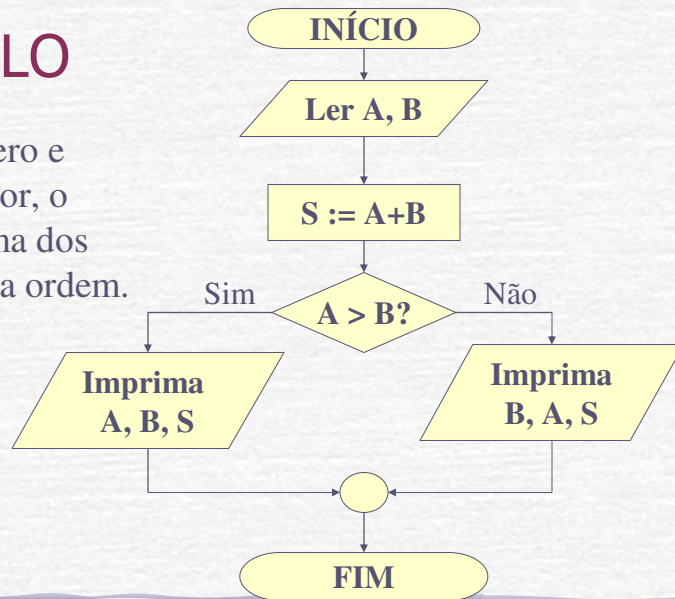 LO
ero e
or, o
na dos
a ordem.
INÍCIO
Ler A, B
S := A+B
A > B?
Sim
Não
Imprima
A, B, S
Imprima
B, A, S
FIM